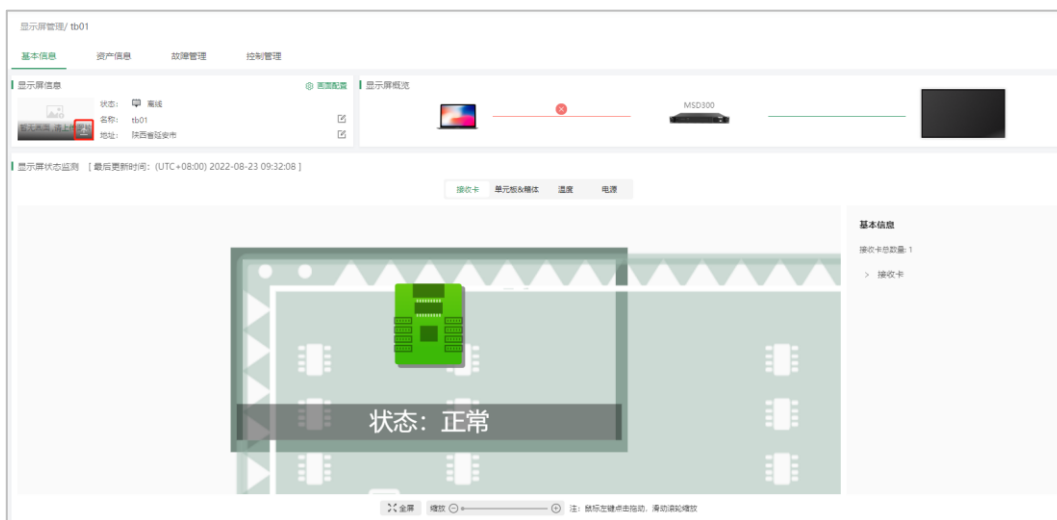 显示屏管理/ tb01
基本信息 资产信息 故障管理 控制管理
显示屏信息 画面配置 显示屏概览
状态: 离线
名称: tb01
地址: 陕西省延安市
MSD300
显示屏状态监测 [ 最后更新时间: (UTC+08:00) 2022-08-23 09:32:08 ]
接收卡 单元板&箱体 温度 电源
基本信息
接收卡总数量: 1
> 接收卡
状态：正常
全屏 缩放 注: 鼠标左键点击拖动, 滑动滚轮缩放